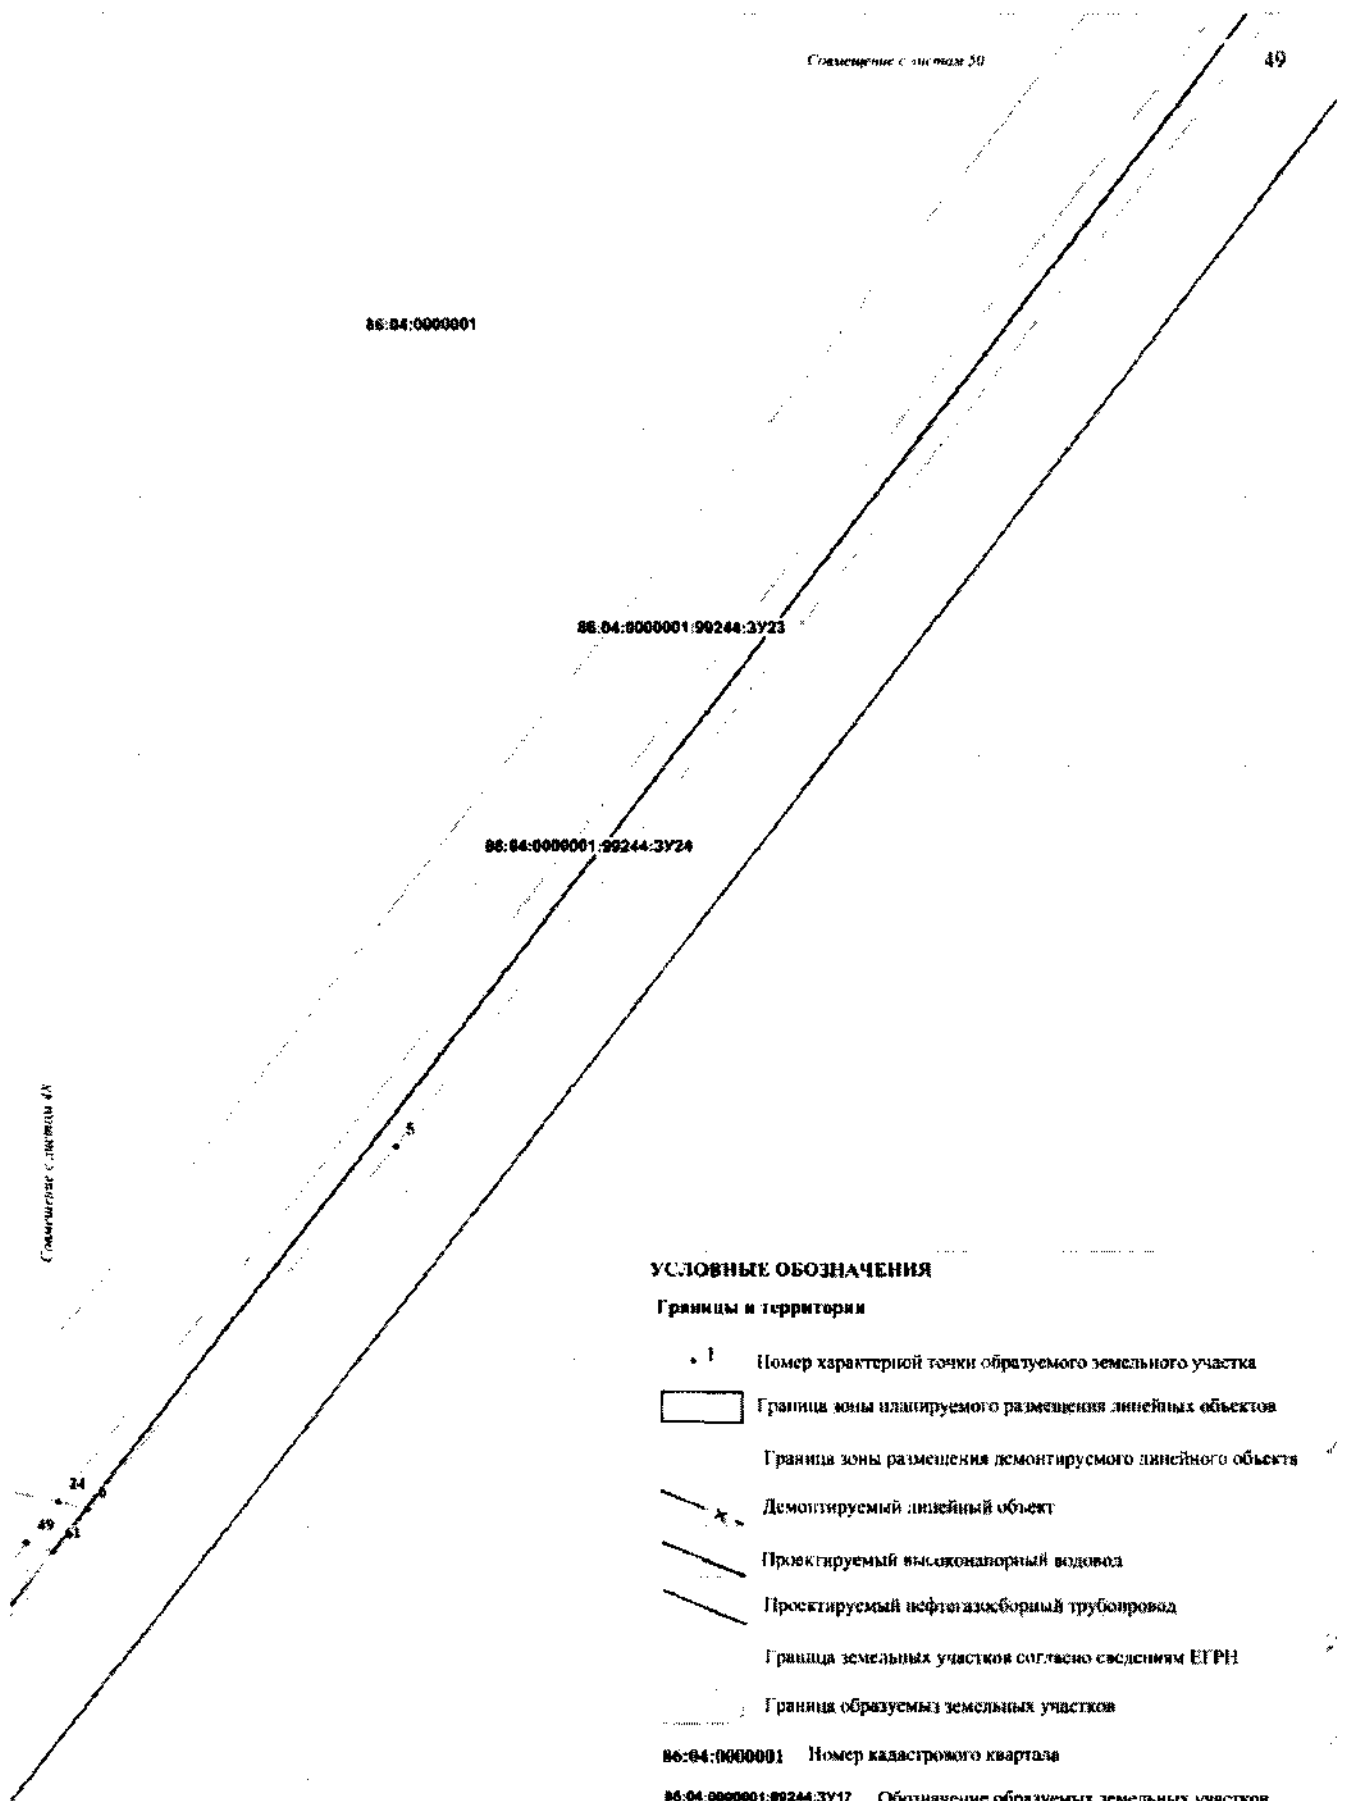 Совмещение с листом 50
49
86:04:0000001
86:04:0000001:99244:ЗУ23
86:04:0000001:99244:ЗУ24
5
Совмещение с листом 48
24
6
49
61
УСЛОВНЫЕ ОБОЗНАЧЕНИЯ
Границы и территории
1 Номер характерной точки образуемого земельного участка
Граница зоны планируемого размещения линейных объектов
Граница зоны размещения демонтируемого линейного объекта
Демонтируемый линейный объект
Проектируемый высоконапорный водовод
Проектируемый нефтегазосборный трубопровод
Граница земельных участков согласно сведениям ЕГРН
Граница образуемыз земельных участков
86:04:0000001 Номер кадастрового квартала
86:04:0000001:99244:ЗУ17 Обозначение образуемых земельных участков